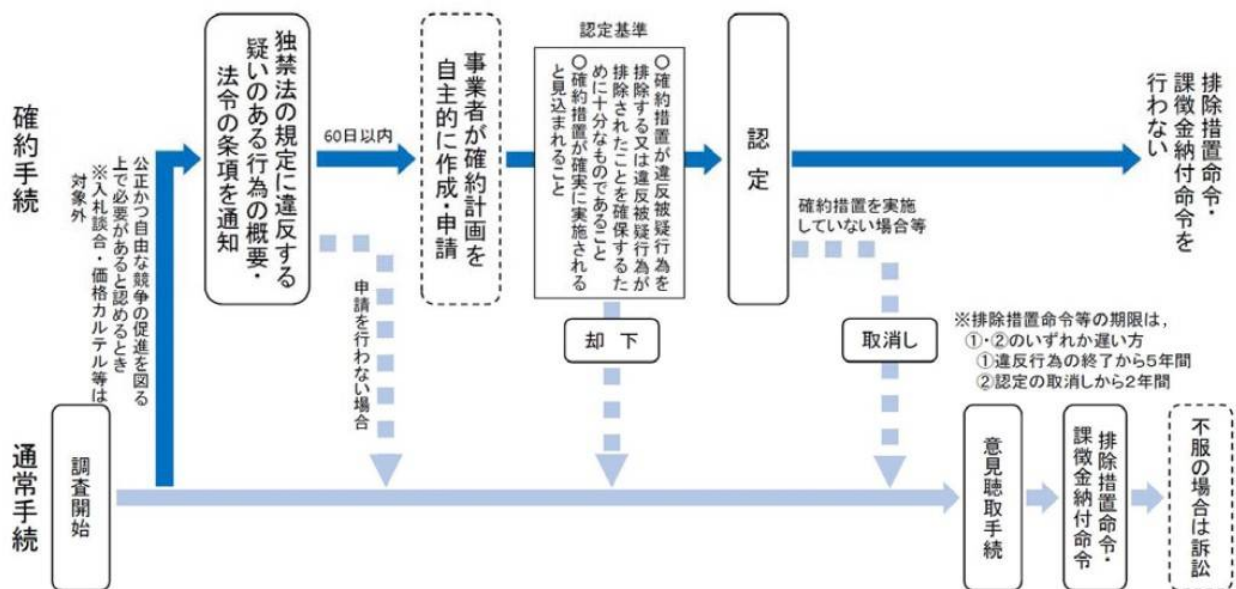 確約手続
公正かつ自由な競争の促進を図る
上で必要があると認めるとき
※入札談合・価格カルテル等は
対象外
独禁法の規定に違反する
疑いのある行為の概要・
法令の条項を通知
60日以内
申請を行わない場合
事業者が確約計画を
自主的に作成・申請
認定基準
○確約措置が違反被疑行為を
排除する又は違反被疑行為が
排除されたことを確保するた
めに十分なものであること
○確約措置が確実に実施される
と見込まれること
却下
認定
確約措置を実施
していない場合等
取消し
排除措置命令・
課徴金納付命令を
行わない
※排除措置命令等の期限は，
①・②のいずれか遅い方
①違反行為の終了から5年間
②認定の取消しから2年間
通常手続
調査開始
意見聴取手続
排除措置命令・
課徴金納付命令
不服の場合は訴訟